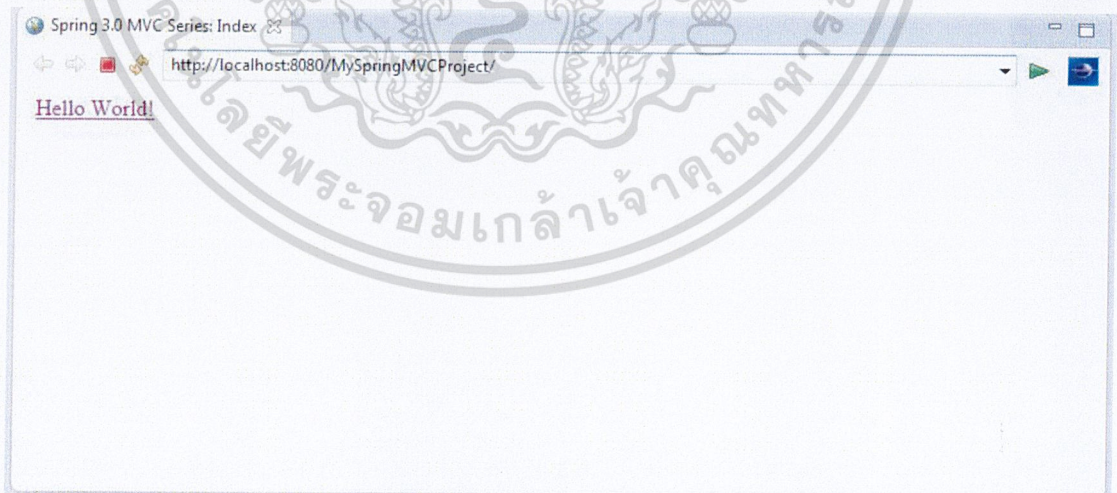 Spring 3.0 MVC Series: Index
http://localhost:8080/MySpringMVCProject/
Hello World!
โลยีพระจอมเกล้าเจ้าคุณทหาร